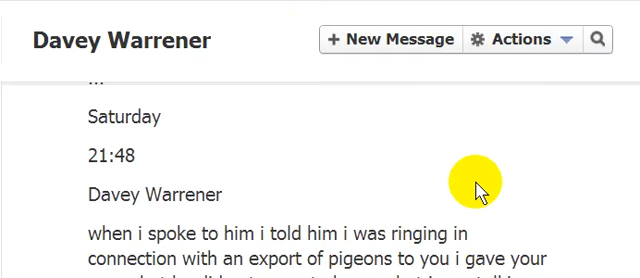 Davey Warrener
+ New Message Actions
...
Saturday
21:48
Davey Warrener
when i spoke to him i told him i was ringing in
connection with an export of pigeons to you i gave your